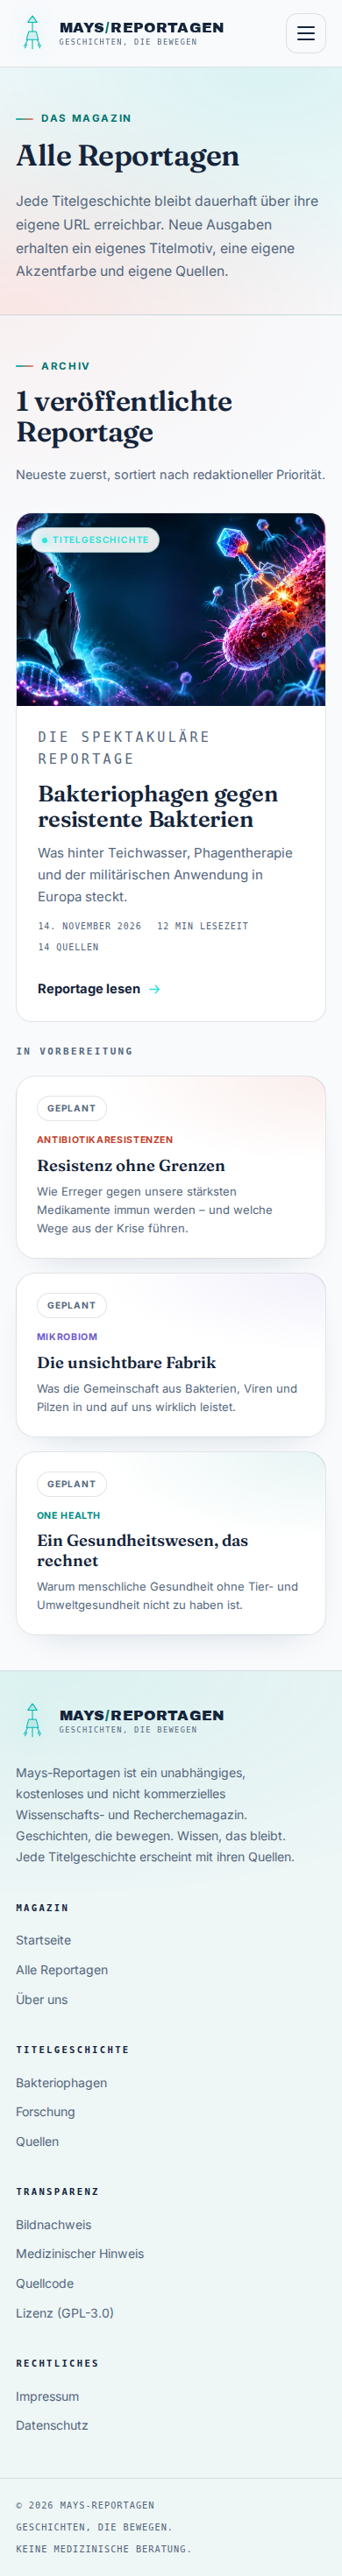 MAYS/REPORTAGEN
GESCHICHTEN, DIE BEWEGEN
DAS MAGAZIN
Alle Reportagen
Jede Titelgeschichte bleibt dauerhaft über ihre
eigene URL erreichbar. Neue Ausgaben
erhalten ein eigenes Titelmotiv, eine eigene
Akzentfarbe und eigene Quellen.
ARCHIV
1 veröffentlichte
Reportage
Neueste zuerst, sortiert nach redaktioneller Priorität.
TITELGESCHICHTE
DIE SPEKTAKULÄRE
REPORTAGE
Bakteriophagen gegen
resistente Bakterien
Was hinter Teichwasser, Phagentherapie
und der militärischen Anwendung in
Europa steckt.
14. NOVEMBER 2026 12 MIN LESEZEIT
14 QUELLEN
Reportage lesen →
IN VORBEREITUNG
GEPLANT
ANTIBIOTIKARESISTENZEN
Resistenz ohne Grenzen
Wie Erreger gegen unsere stärksten
Medikamente immun werden – und welche
Wege aus der Krise führen.
GEPLANT
MIKROBIOM
Die unsichtbare Fabrik
Was die Gemeinschaft aus Bakterien, Viren und
Pilzen in und auf uns wirklich leistet.
GEPLANT
ONE HEALTH
Ein Gesundheitswesen, das
rechnet
Warum menschliche Gesundheit ohne Tier- und
Umweltgesundheit nicht zu haben ist.
MAYS/REPORTAGEN
GESCHICHTEN, DIE BEWEGEN
Mays-Reportagen ist ein unabhängiges,
kostenloses und nicht kommerzielles
Wissenschafts- und Recherchemagazin.
Geschichten, die bewegen. Wissen, das bleibt.
Jede Titelgeschichte erscheint mit ihren Quellen.
MAGAZIN
Startseite
Alle Reportagen
Über uns
TITELGESCHICHTE
Bakteriophagen
Forschung
Quellen
TRANSPARENZ
Bildnachweis
Medizinischer Hinweis
Quellcode
Lizenz (GPL-3.0)
RECHTLICHES
Impressum
Datenschutz
© 2026 MAYS-REPORTAGEN
GESCHICHTEN, DIE BEWEGEN.
KEINE MEDIZINISCHE BERATUNG.